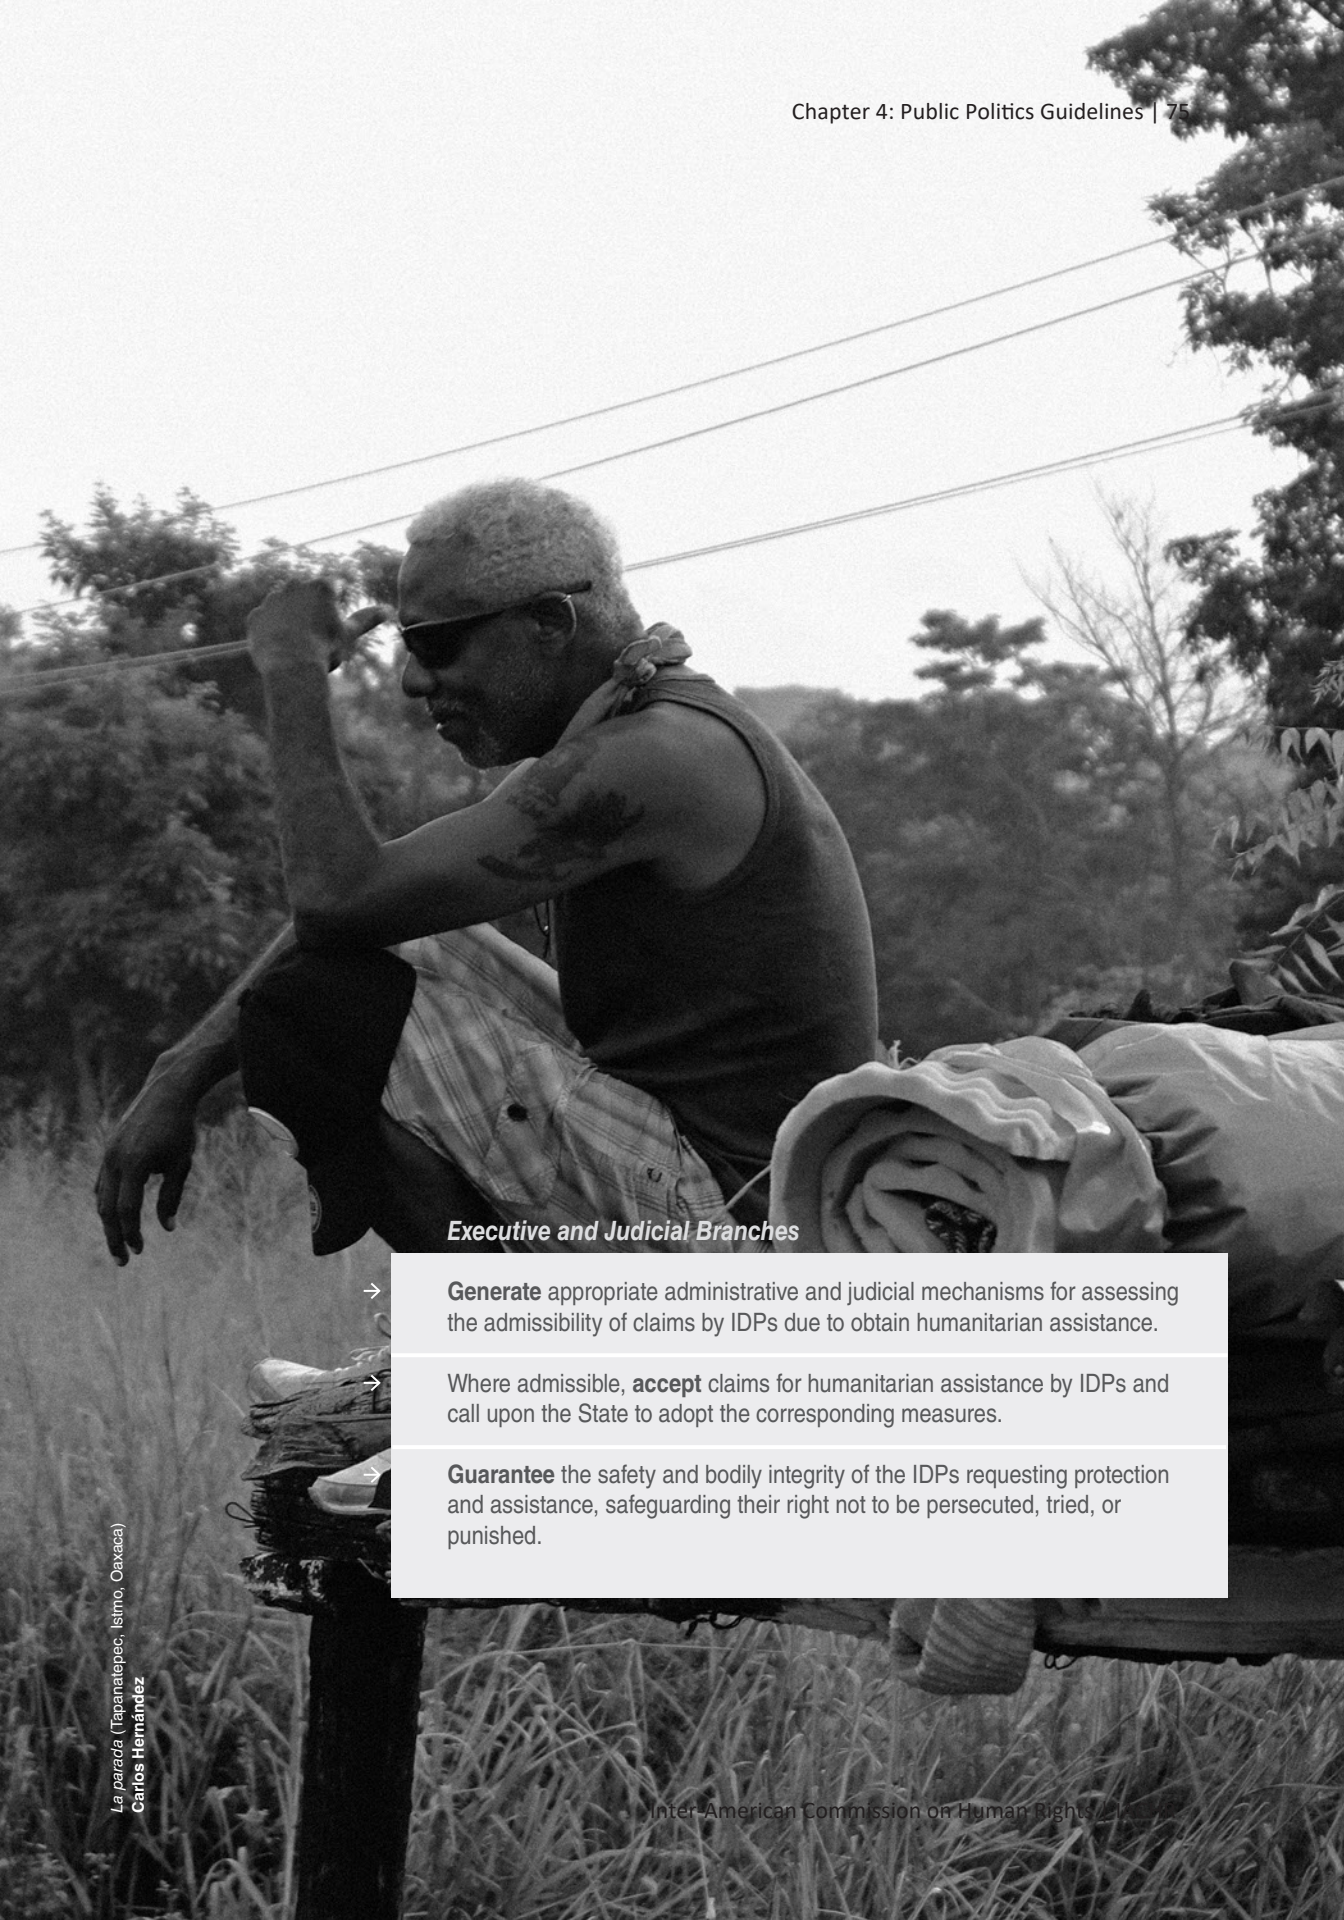 Chapter 4: Public Politics Guidelines | 75
Executive and Judicial Branches
→ Generate appropriate administrative and judicial mechanisms for assessing
the admissibility of claims by IDPs due to obtain humanitarian assistance.
→ Where admissible, accept claims for humanitarian assistance by IDPs and
call upon the State to adopt the corresponding measures.
→ Guarantee the safety and bodily integrity of the IDPs requesting protection
and assistance, safeguarding their right not to be persecuted, tried, or
punished.
La parada (Tapanatepec, Istmo, Oaxaca)
Carlos Hernández
Inter-American Commission on Human Rights